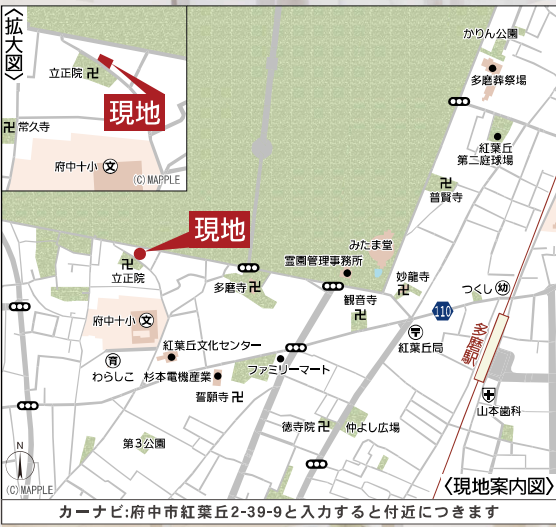 〈拡大図〉
立正院
現地
常久寺
府中十小
文
(C)MAPPLE
かりん公園
多磨葬祭場
紅葉丘
第二庭球場
普賢寺
現地
みたま堂
霊園管理事務所
立正院
多磨寺
観音寺
妙龍寺
つくし
幼
110
府中十小
文
紅葉丘局
多磨駅
紅葉丘文化センター
育
わらしこ
杉本電機産業
ファミリーマート
誓願寺
山本歯科
徳寺院
仲よし広場
第3公園
N
(C)MAPPLE
〈現地案内図〉
カーナビ:府中市紅葉丘2-39-9と入力すると付近につきます